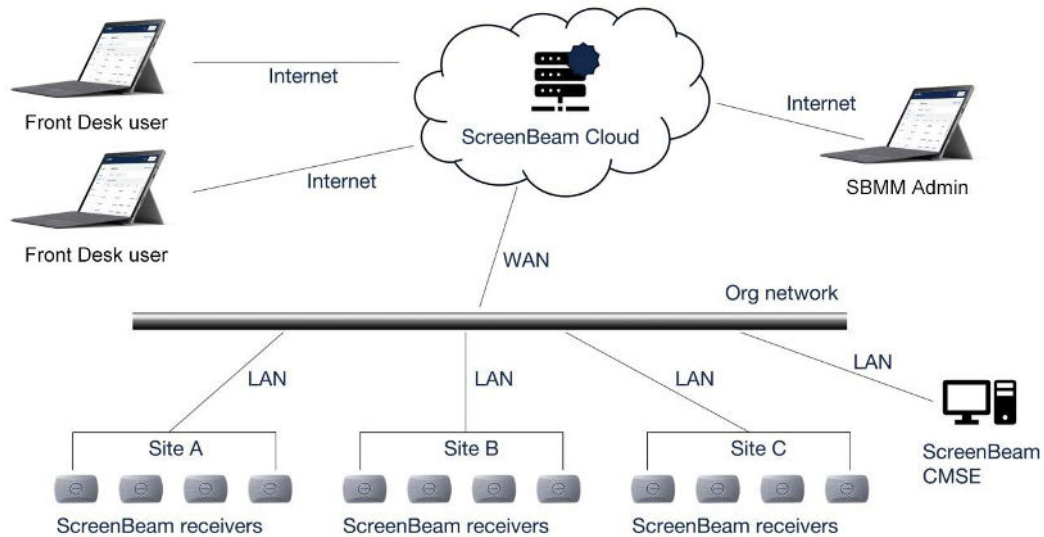 Internet
ScreenBeam Cloud
Internet
Front Desk user
Internet
SBMM Admin
Front Desk user
WAN
Org network
LAN
LAN
LAN
LAN
Site A
Site B
Site C
ScreenBeam
CMSE
ScreenBeam receivers
ScreenBeam receivers
ScreenBeam receivers